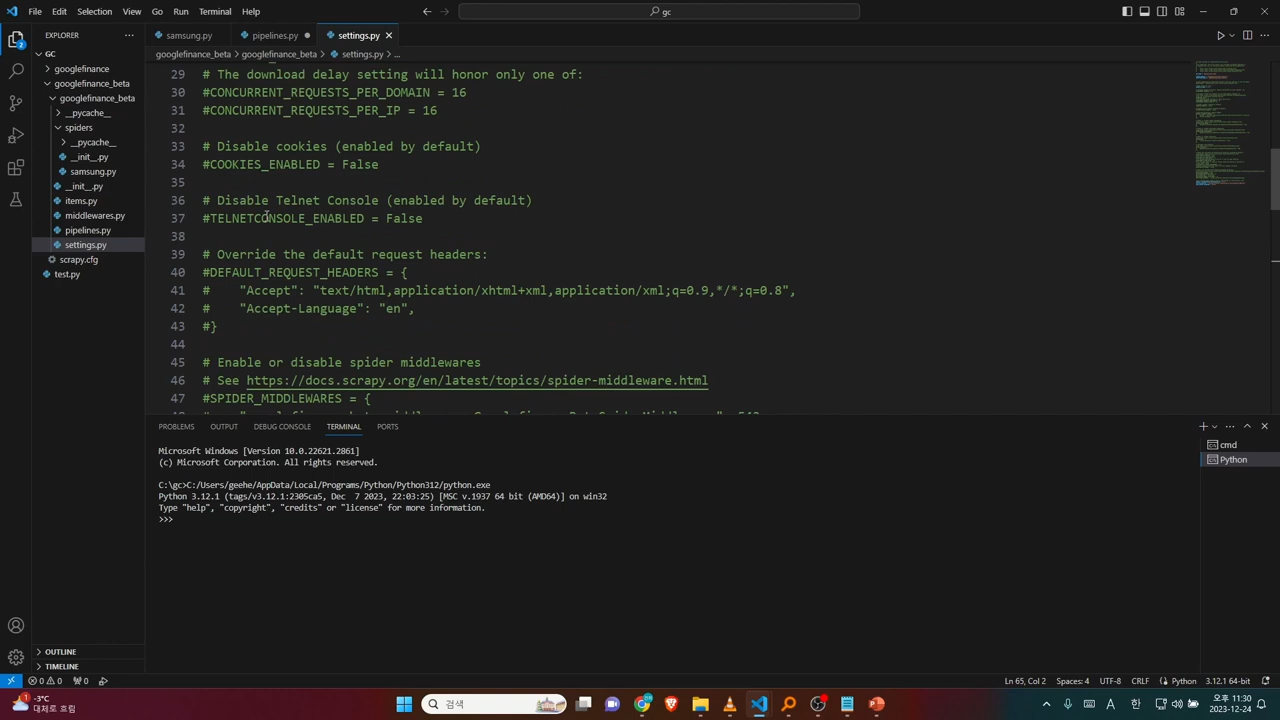 File Edit Selection View Go Run Terminal Help
gc
EXPLORER
samsung.py
pipelines.py
settings.py
googlefinance_beta > googlefinance_beta > settings.py > ...
GC
googlefinance
googlefinance_beta
googlefinance_beta
__pycache__
spiders
__pycache__
__init__.py
samsung.py
__init__.py
items.py
middlewares.py
pipelines.py
settings.py
scrapy.cfg
test.py
OUTLINE
TIMELINE
29 # The download delay setting will honor only one of:
30 #CONCURRENT_REQUESTS_PER_DOMAIN = 16
31 #CONCURRENT_REQUESTS_PER_IP = 16
32
33 # Disable cookies (enabled by default)
34 #COOKIES_ENABLED = False
35
36 # Disable Telnet Console (enabled by default)
37 #TELNETCONSOLE_ENABLED = False
38
39 # Override the default request headers:
40 #DEFAULT_REQUEST_HEADERS = {
41 # "Accept": "text/html,application/xhtml+xml,application/xml;q=0.9,*/*;q=0.8",
42 # "Accept-Language": "en",
43 #}
44
45 # Enable or disable spider middlewares
46 # See https://docs.scrapy.org/en/latest/topics/spider-middleware.html
47 #SPIDER_MIDDLEWARES = {
PROBLEMS OUTPUT DEBUG CONSOLE TERMINAL PORTS
Microsoft Windows [Version 10.0.22621.2861]
(c) Microsoft Corporation. All rights reserved.
C:\gc>C:/Users/geehe/AppData/Local/Programs/Python/Python312/python.exe
Python 3.12.1 (tags/v3.12.1:2305ca5, Dec 7 2023, 22:03:25) [MSC v.1937 64 bit (AMD64)] on win32
Type "help", "copyright", "credits" or "license" for more information.
>>>
cmd
Python
0 0 0
Ln 65, Col 2 Spaces: 4 UTF-8 CRLF Python 3.12.1 64-bit
-3°C
대체로 흐림
검색
A 한
오후 11:30
2023-12-24